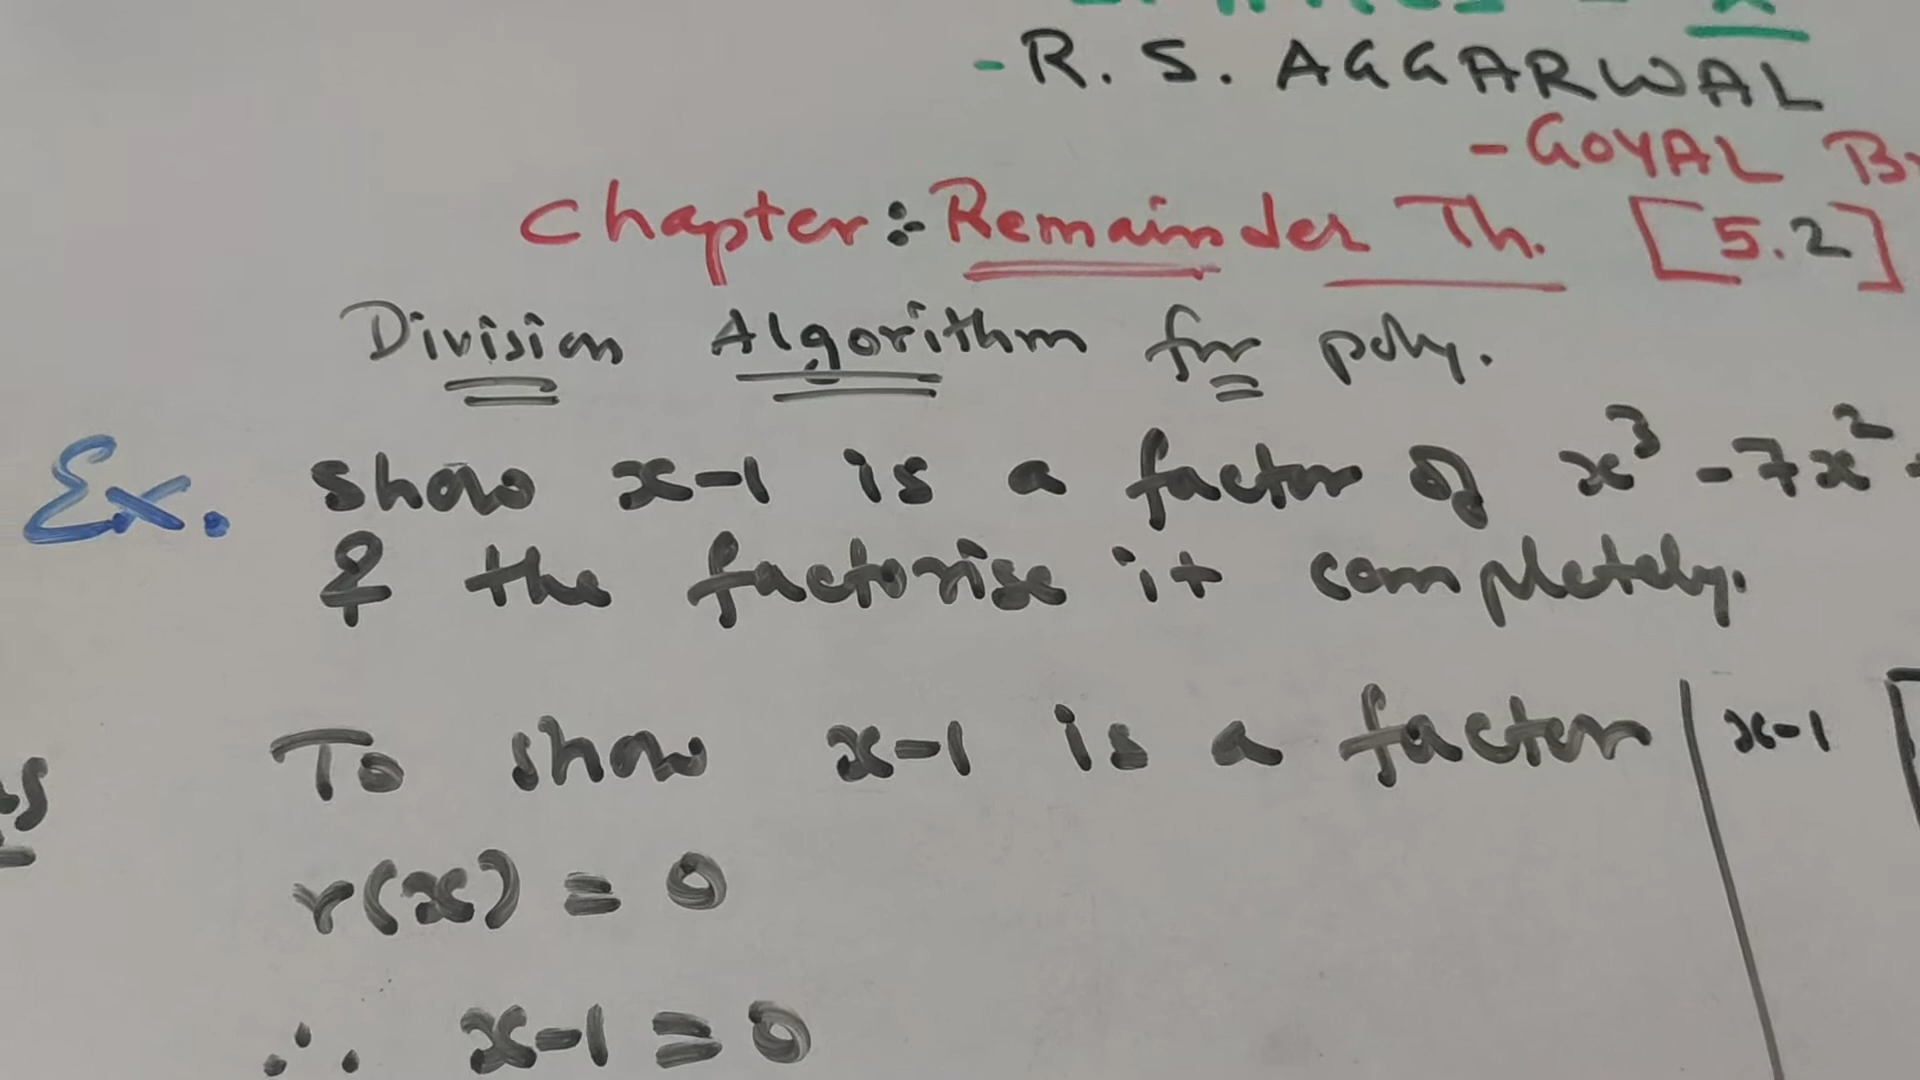 - R. S. AGGARWAL
- GOYAL
Chapter: Remainder Th. [5.2]
Division Algorithm for poly.
Ex. Show x-1 is a factor of x³ - 7x²
& the factorise it completely.
To show x-1 is a factor
x-1
r(x) = 0
∴ x-1 = 0